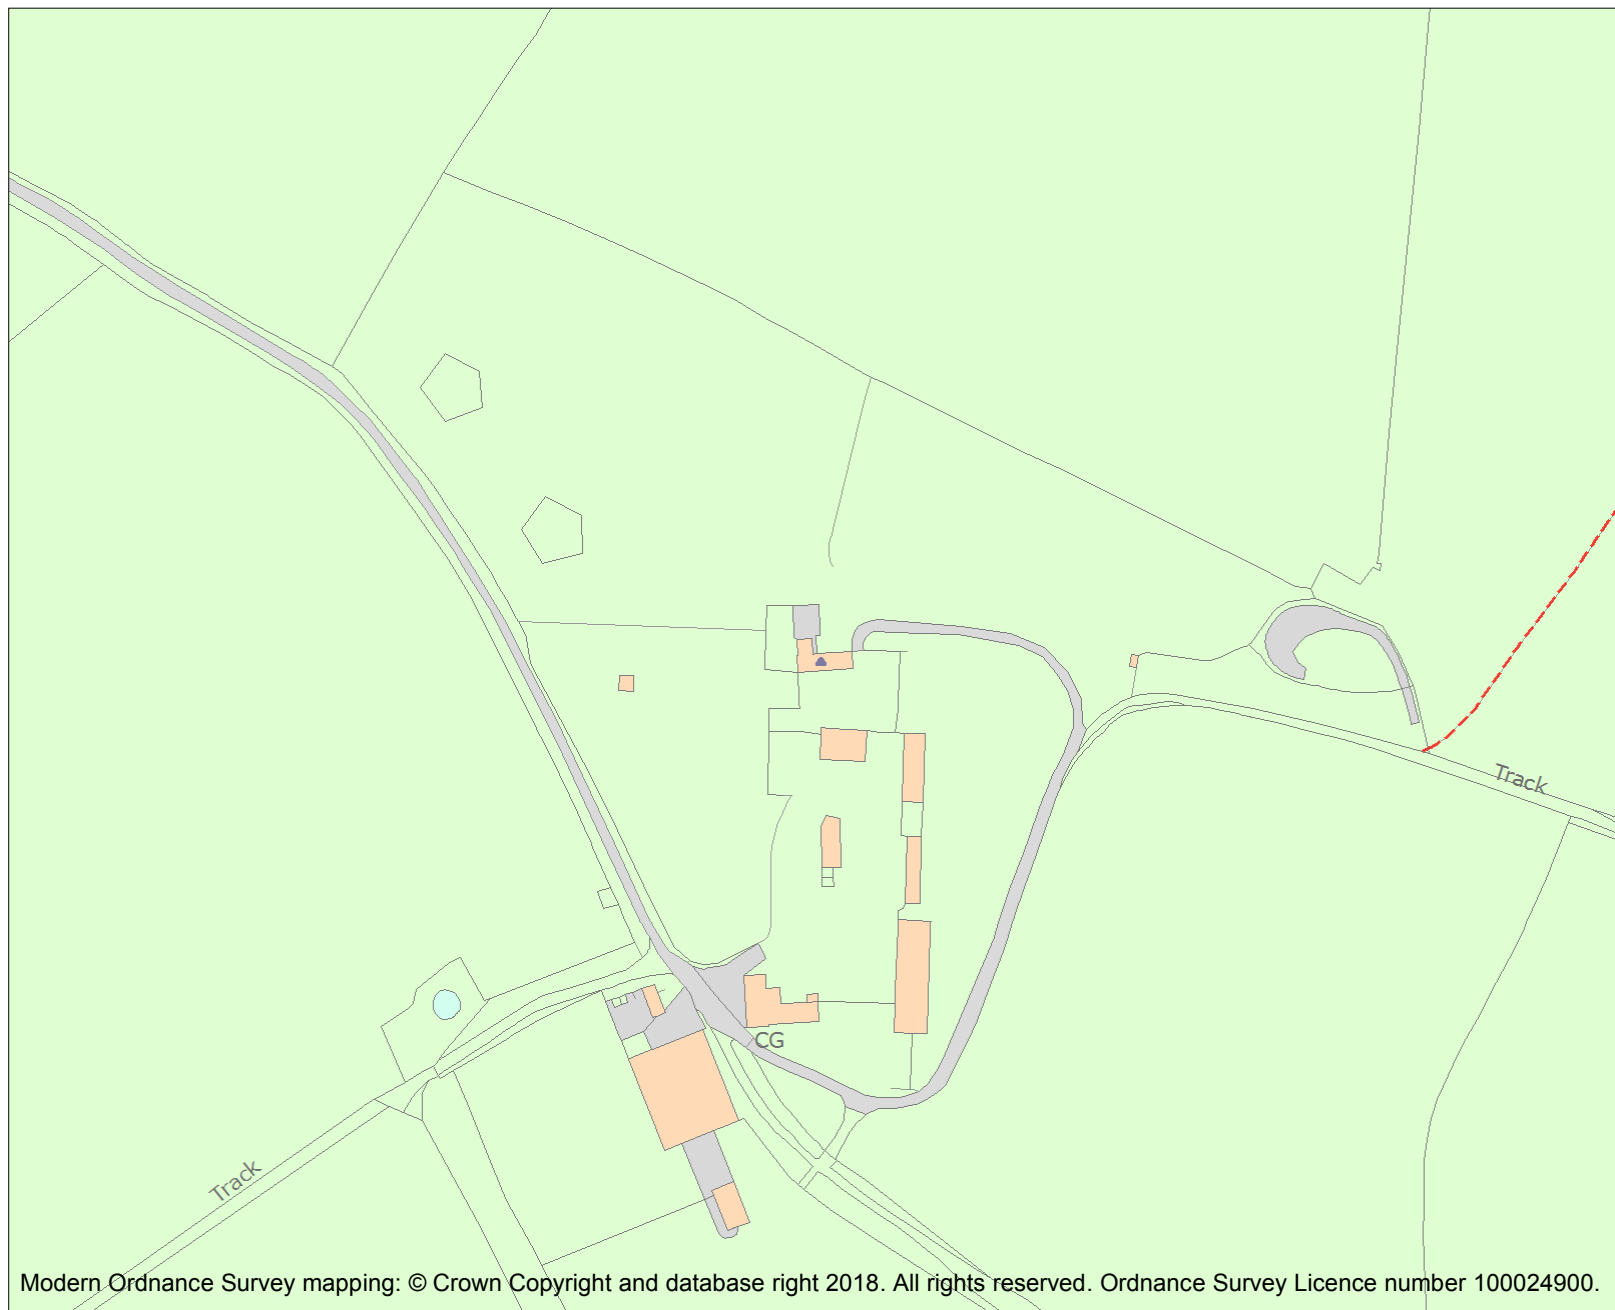 Track
CG
Track
Modern Ordnance Survey mapping: © Crown Copyright and database right 2018. All rights reserved. Ordnance Survey Licence number 100024900.